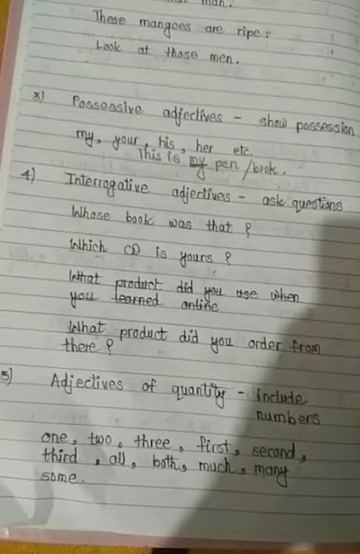 man.
These mangoes are ripe.
Look at those men.
3) Possessive adjectives - show possession
my, your, his, her etc.
This is my pen/book.
4) Interrogative adjectives - ask questions
Whose book was that ?
Which CD is yours ?
What product did you use when
you learned online
What product did you order from
there ?
5) Adjectives of quantity - include
numbers
one, two, three, first, second,
third, all, both, much, many
some.